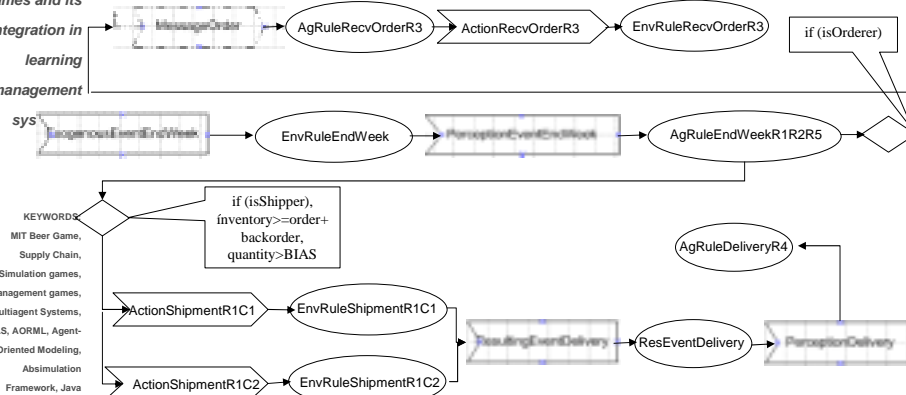 ames and its
integration in
learning
management
sys
MessageOrder
AgRuleRecvOrderR3
ActionRecvOrderR3
EnvRuleRecvOrderR3
if (isOrderer)
ExogenousEventEndWeek
EnvRuleEndWeek
PerceptionEventEndWeek
AgRuleEndWeekR1R2R5
if (isShipper),
ínventory>=order+
backorder,
quantity>BIAS
KEYWORDS
MIT Beer Game,
Supply Chain,
Simulation games,
anagement games,
ultiagent Systems,
S, AORML, Agent-
Oriented Modeling,
Absimulation
Framework, Java
AgRuleDeliveryR4
ActionShipmentR1C1
EnvRuleShipmentR1C1
ResultingEventDelivery
ResEventDelivery
PerceptionDelivery
ActionShipmentR1C2
EnvRuleShipmentR1C2